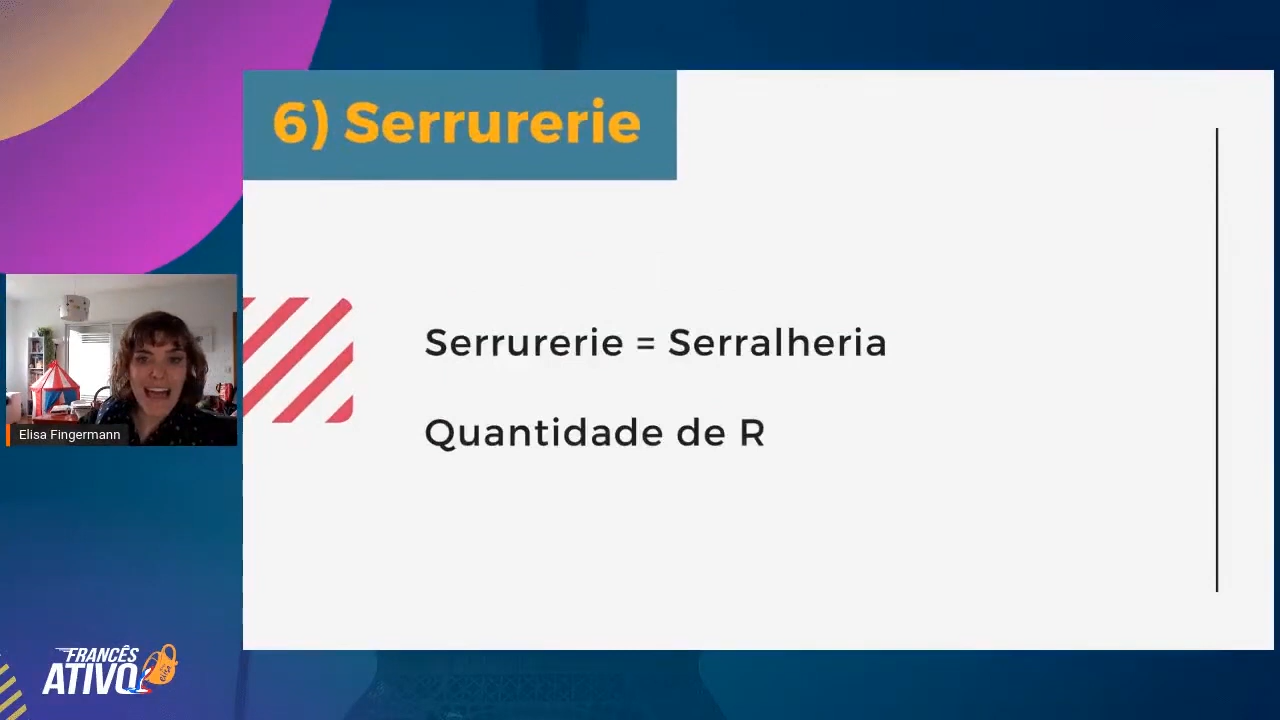 6) Serrurerie
Serrurerie = Serralheria
Quantidade de R
Elisa Fingermann
FRANCÊS
ATIVO